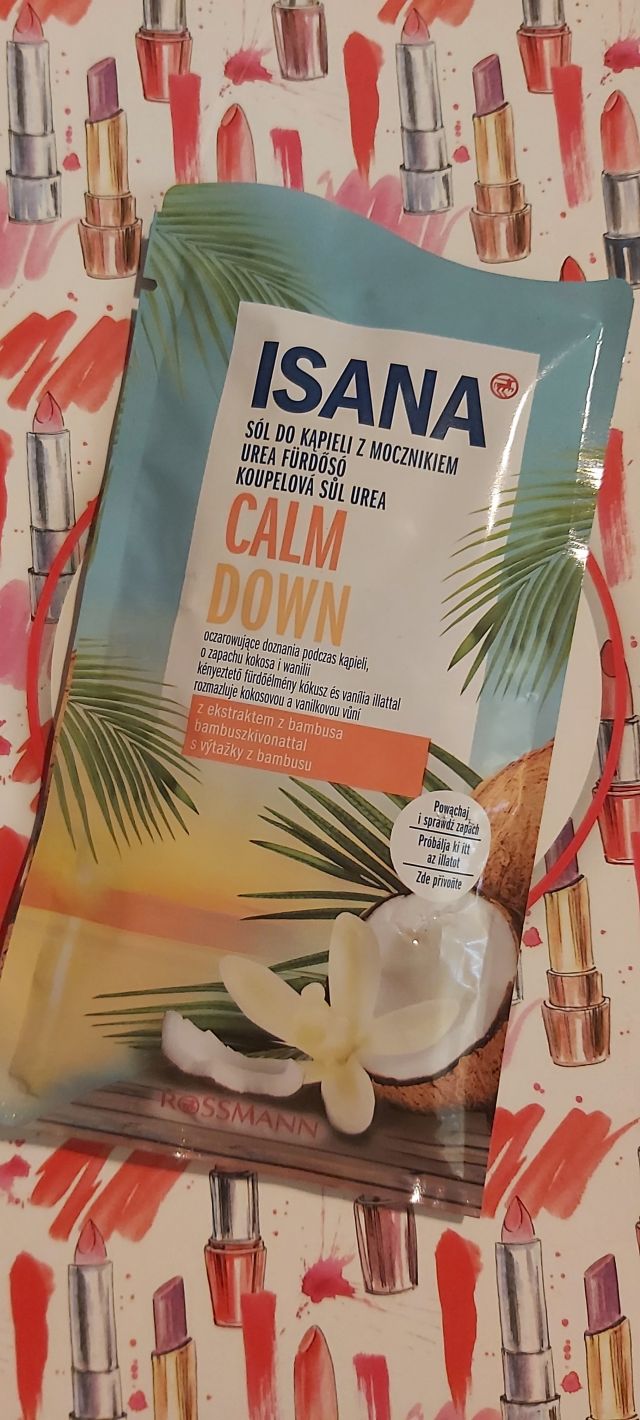 ISANA
SÓL DO KĄPIELI Z MOCZNIKIEM
UREA FÜRDŐSÓ
KOUPELOVÁ SŮL UREA
CALM
DOWN
oczarowujące doznania podczas kąpieli,
o zapachu kokosa i wanilii
kényeztető fürdőélmény kókusz és vanília illattal
rozmazluje kokosovou a vanilkovou vůní
z ekstraktem z bambusa
bambuszkivonattal
s výtažky z bambusu
Powąchaj
i sprawdź zapach
Próbálja ki itt
az illatot
Zde přivoňte
ROSSMANN